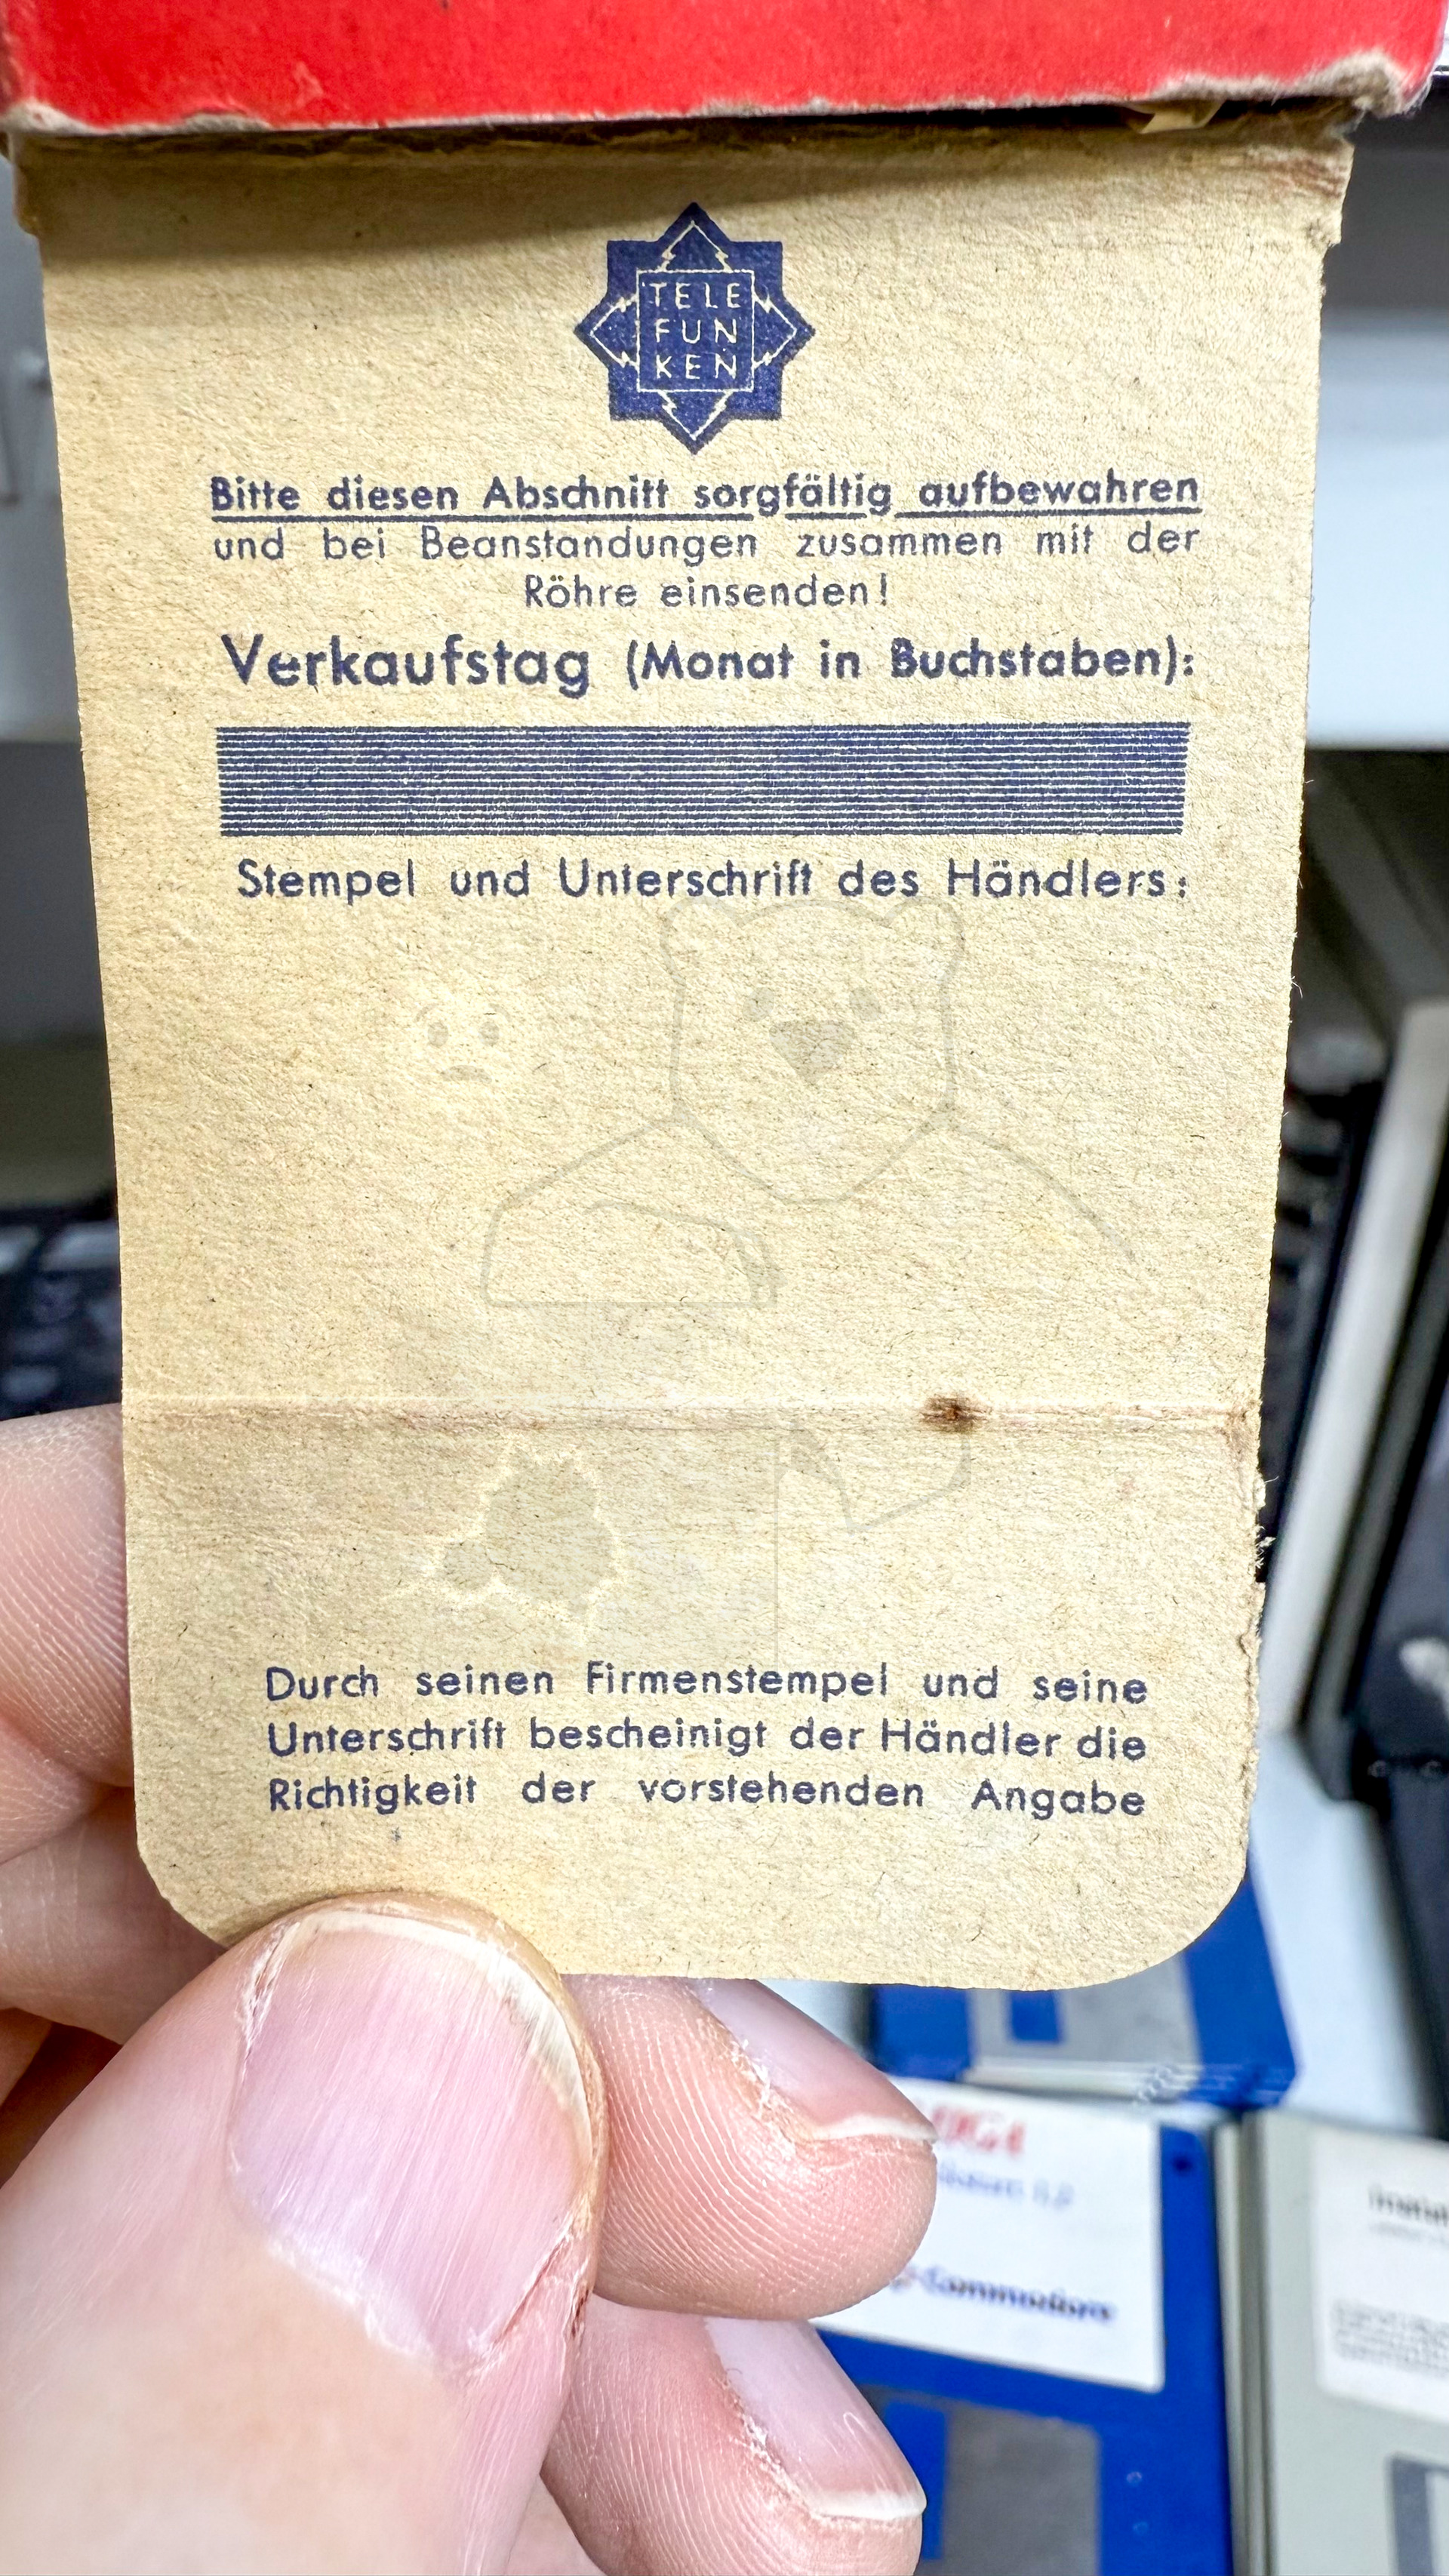 TELE
FUN
KEN
Bitte diesen Abschnitt sorgfältig aufbewahren
und bei Beanstandungen zusammen mit der
Röhre einsenden!
Verkaufstag (Monat in Buchstaben):
Stempel und Unterschrift des Händlers:
Durch seinen Firmenstempel und seine
Unterschrift bescheinigt der Händler die
Richtigkeit der vorstehenden Angabe
Commodore